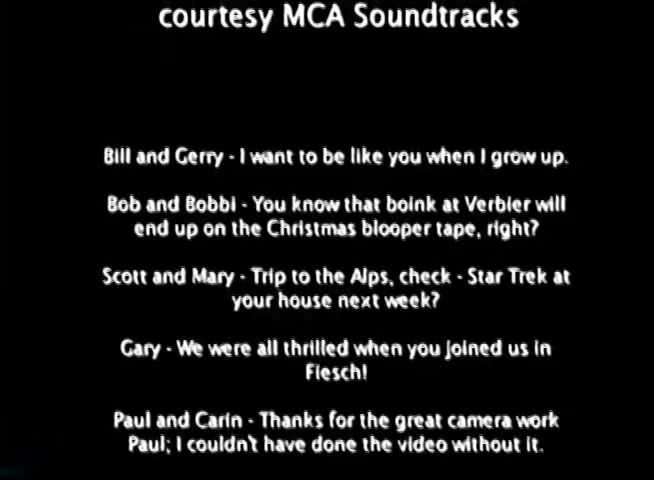 courtesy MCA Soundtracks
Bill and Gerry - I want to be like you when I grow up.
Bob and Bobbi - You know that boink at Verbier will
end up on the Christmas blooper tape, right?
Scott and Mary - Trip to the Alps, check - Star Trek at
your house next week?
Gary - We were all thrilled when you joined us in
Fiesch!
Paul and Carin - Thanks for the great camera work
Paul; I couldn't have done the video without it.